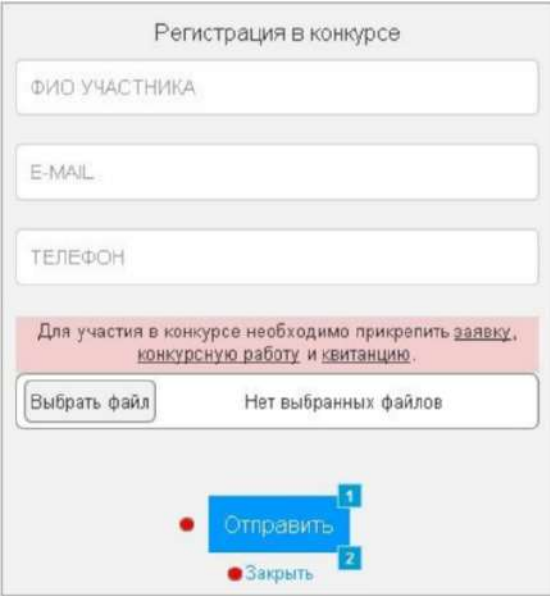 Регистрация в конкурсе
ФИО УЧАСТНИКА
E-MAIL
ТЕЛЕФОН
Для участия в конкурсе необходимо прикрепить заявку,
конкурсную работу и квитанцию.
Выбрать файл Нет выбранных файлов
1
Отправить
2
Закрыть